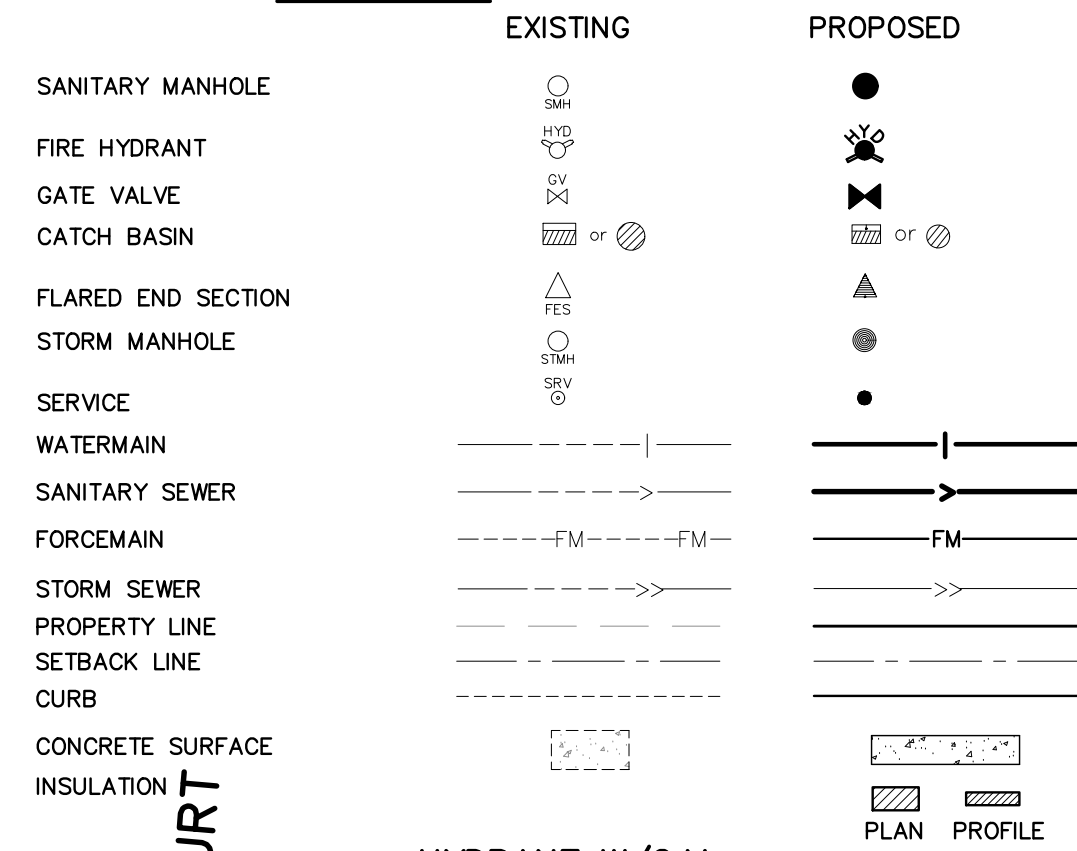 EXISTING PROPOSED
SANITARY MANHOLE
SMH
HYD HYD
FIRE HYDRANT
GV
GATE VALVE
CATCH BASIN or or
FLARED END SECTION
FES
STORM MANHOLE
STMH
SRV
SERVICE
WATERMAIN
SANITARY SEWER
FORCEMAIN FM FM FM
STORM SEWER
PROPERTY LINE
SETBACK LINE
CURB
CONCRETE SURFACE
INSULATION
PLAN PROFILE
URT